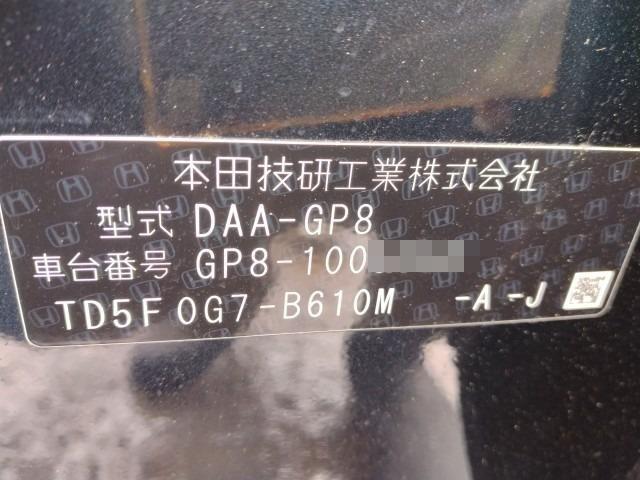 本田技研工業株式会社
型式 DAA-GP8
車台番号 GP8-100
TD5F 0G7-B610M -A -J